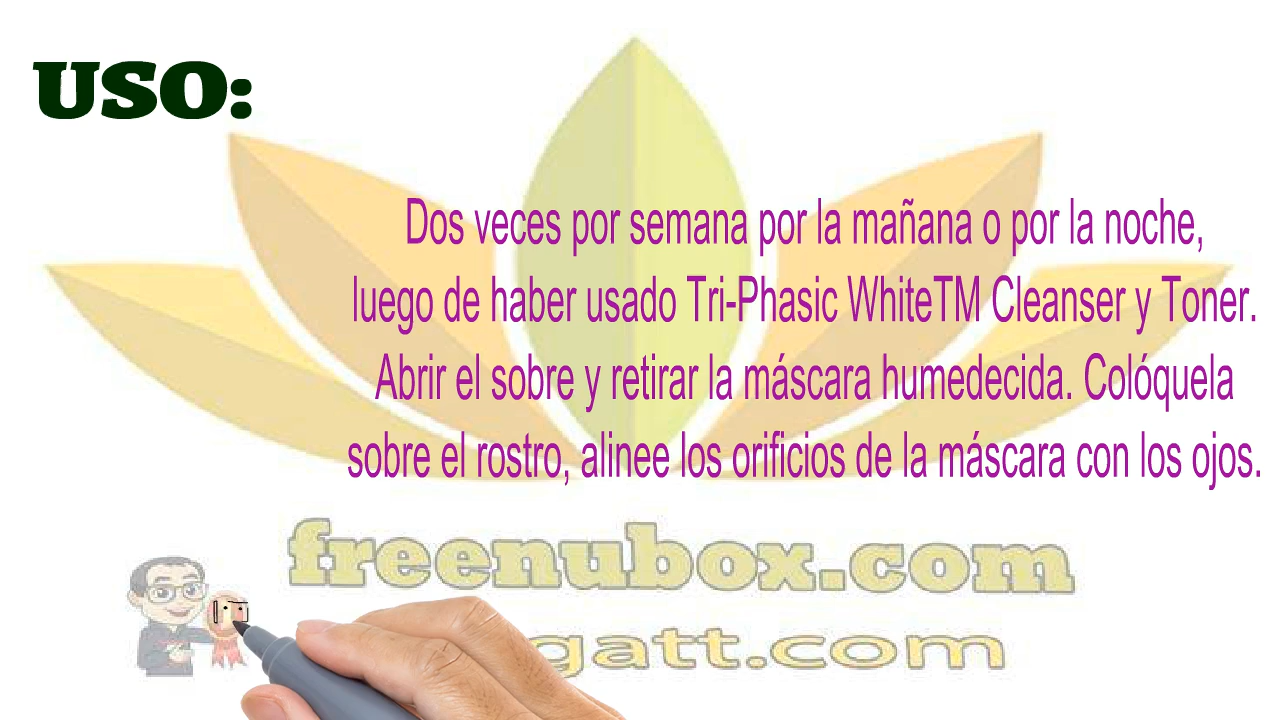 USO:
Dos veces por semana por la mañana o por la noche,
luego de haber usado Tri-Phasic WhiteTM Cleanser y Toner.
Abrir el sobre y retirar la máscara humedecida. Colóquela
sobre el rostro, alinee los orificios de la máscara con los ojos.
freenubox.com
gatt.com